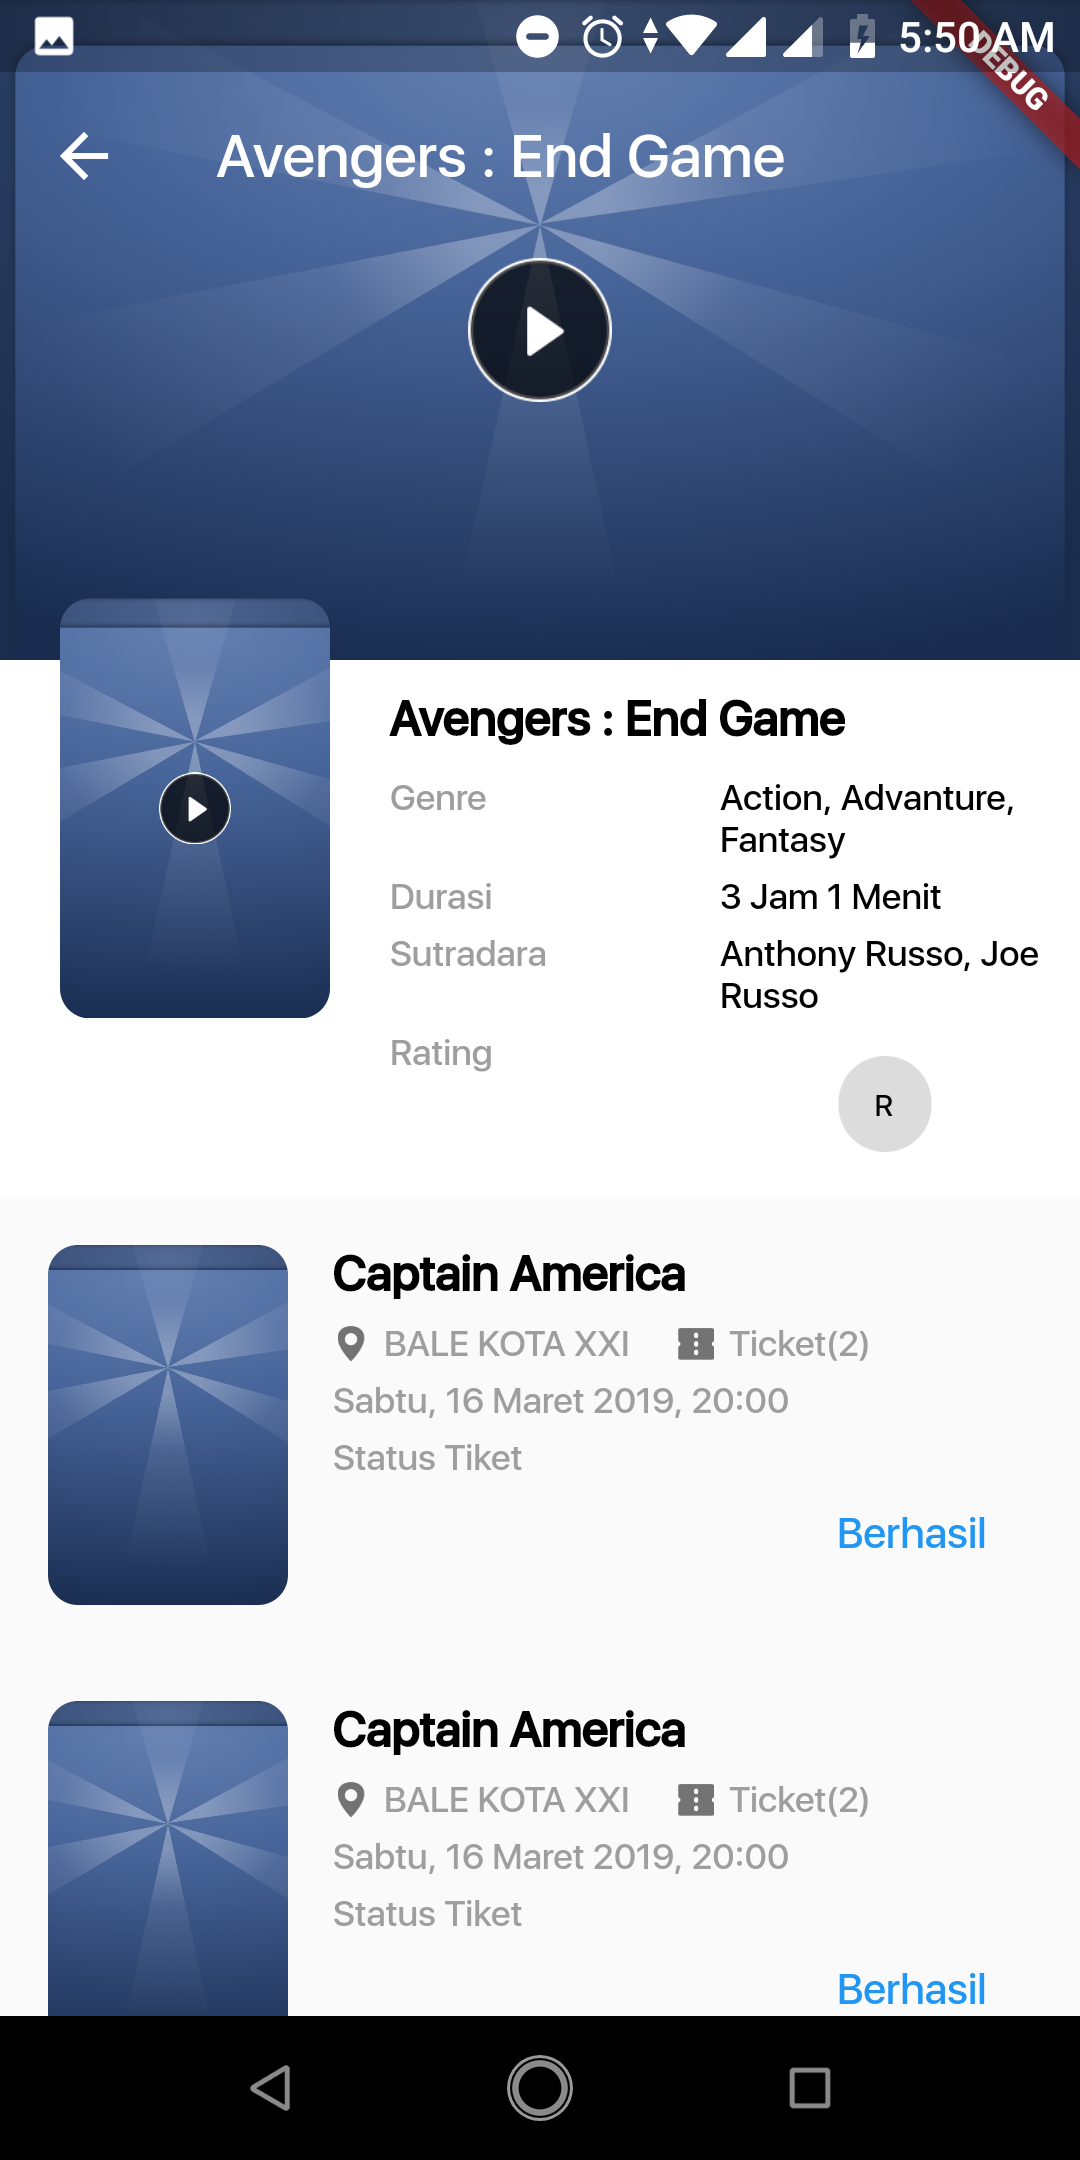 5:50 AM
DEBUG
Avengers : End Game
Avengers : End Game
Genre
Action, Advanture,
Fantasy
Durasi
3 Jam 1 Menit
Sutradara
Anthony Russo, Joe
Russo
Rating
R
Captain America
BALE KOTA XXI Ticket(2)
Sabtu, 16 Maret 2019, 20:00
Status Tiket
Berhasil
Captain America
BALE KOTA XXI Ticket(2)
Sabtu, 16 Maret 2019, 20:00
Status Tiket
Berhasil